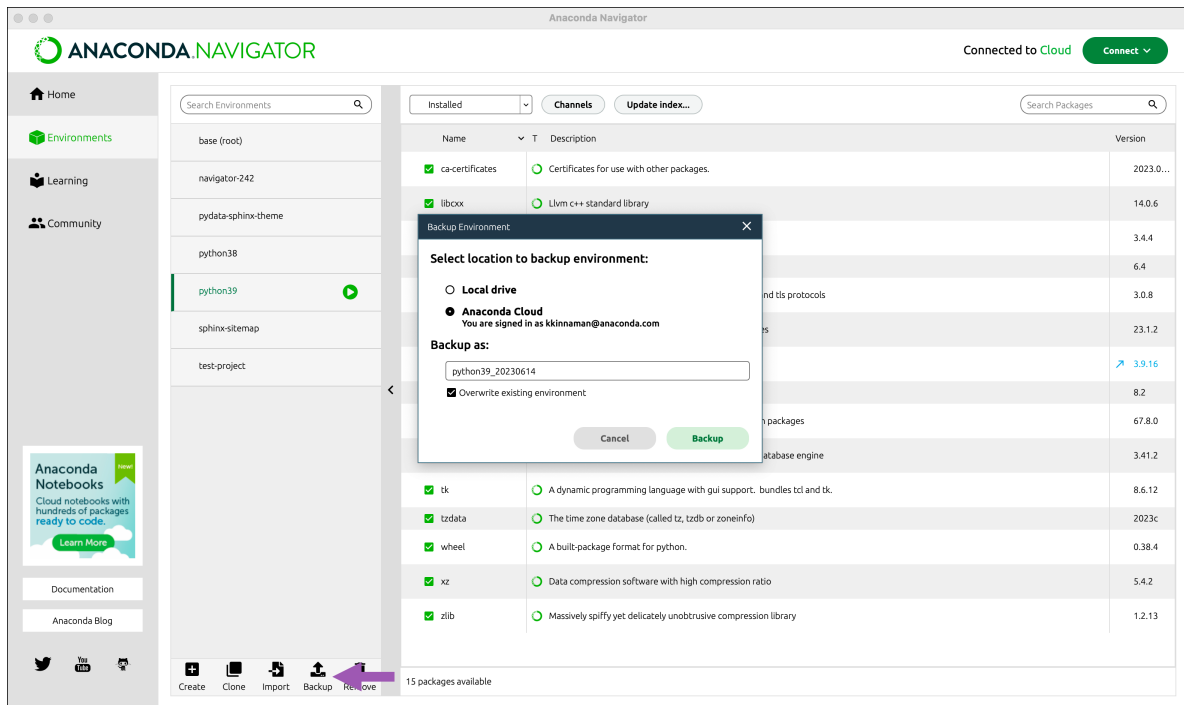 Anaconda Navigator
ANACONDA.NAVIGATOR
Connected to Cloud
Connect
Home
Environments
Learning
Community
Anaconda
Notebooks
New!
Cloud notebooks with
hundreds of packages
ready to code.
Learn More
Documentation
Anaconda Blog
You
Tube
Search Environments
base (root)
navigator-242
pydata-sphinx-theme
python38
python39
sphinx-sitemap
test-project
Create
Clone
Import
Backup
Installed
Channels
Update index...
Search Packages
Name T Description Version
ca-certificates Certificates for use with other packages. 2023.0...
libcxx Llvm c++ standard library 14.0.6
3.4.4
6.4
nd tls protocols 3.0.8
23.1.2
3.9.16
8.2
packages 67.8.0
atabase engine 3.41.2
tk A dynamic programming language with gui support. bundles tcl and tk. 8.6.12
tzdata The time zone database (called tz, tzdb or zoneinfo) 2023c
wheel A built-package format for python. 0.38.4
xz Data compression software with high compression ratio 5.4.2
zlib Massively spiffy yet delicately unobtrusive compression library 1.2.13
15 packages available
Backup Environment
Select location to backup environment:
Local drive
Anaconda Cloud
You are signed in as kkinnaman@anaconda.com
Backup as:
python39_20230614
Overwrite existing environment
Cancel
Backup